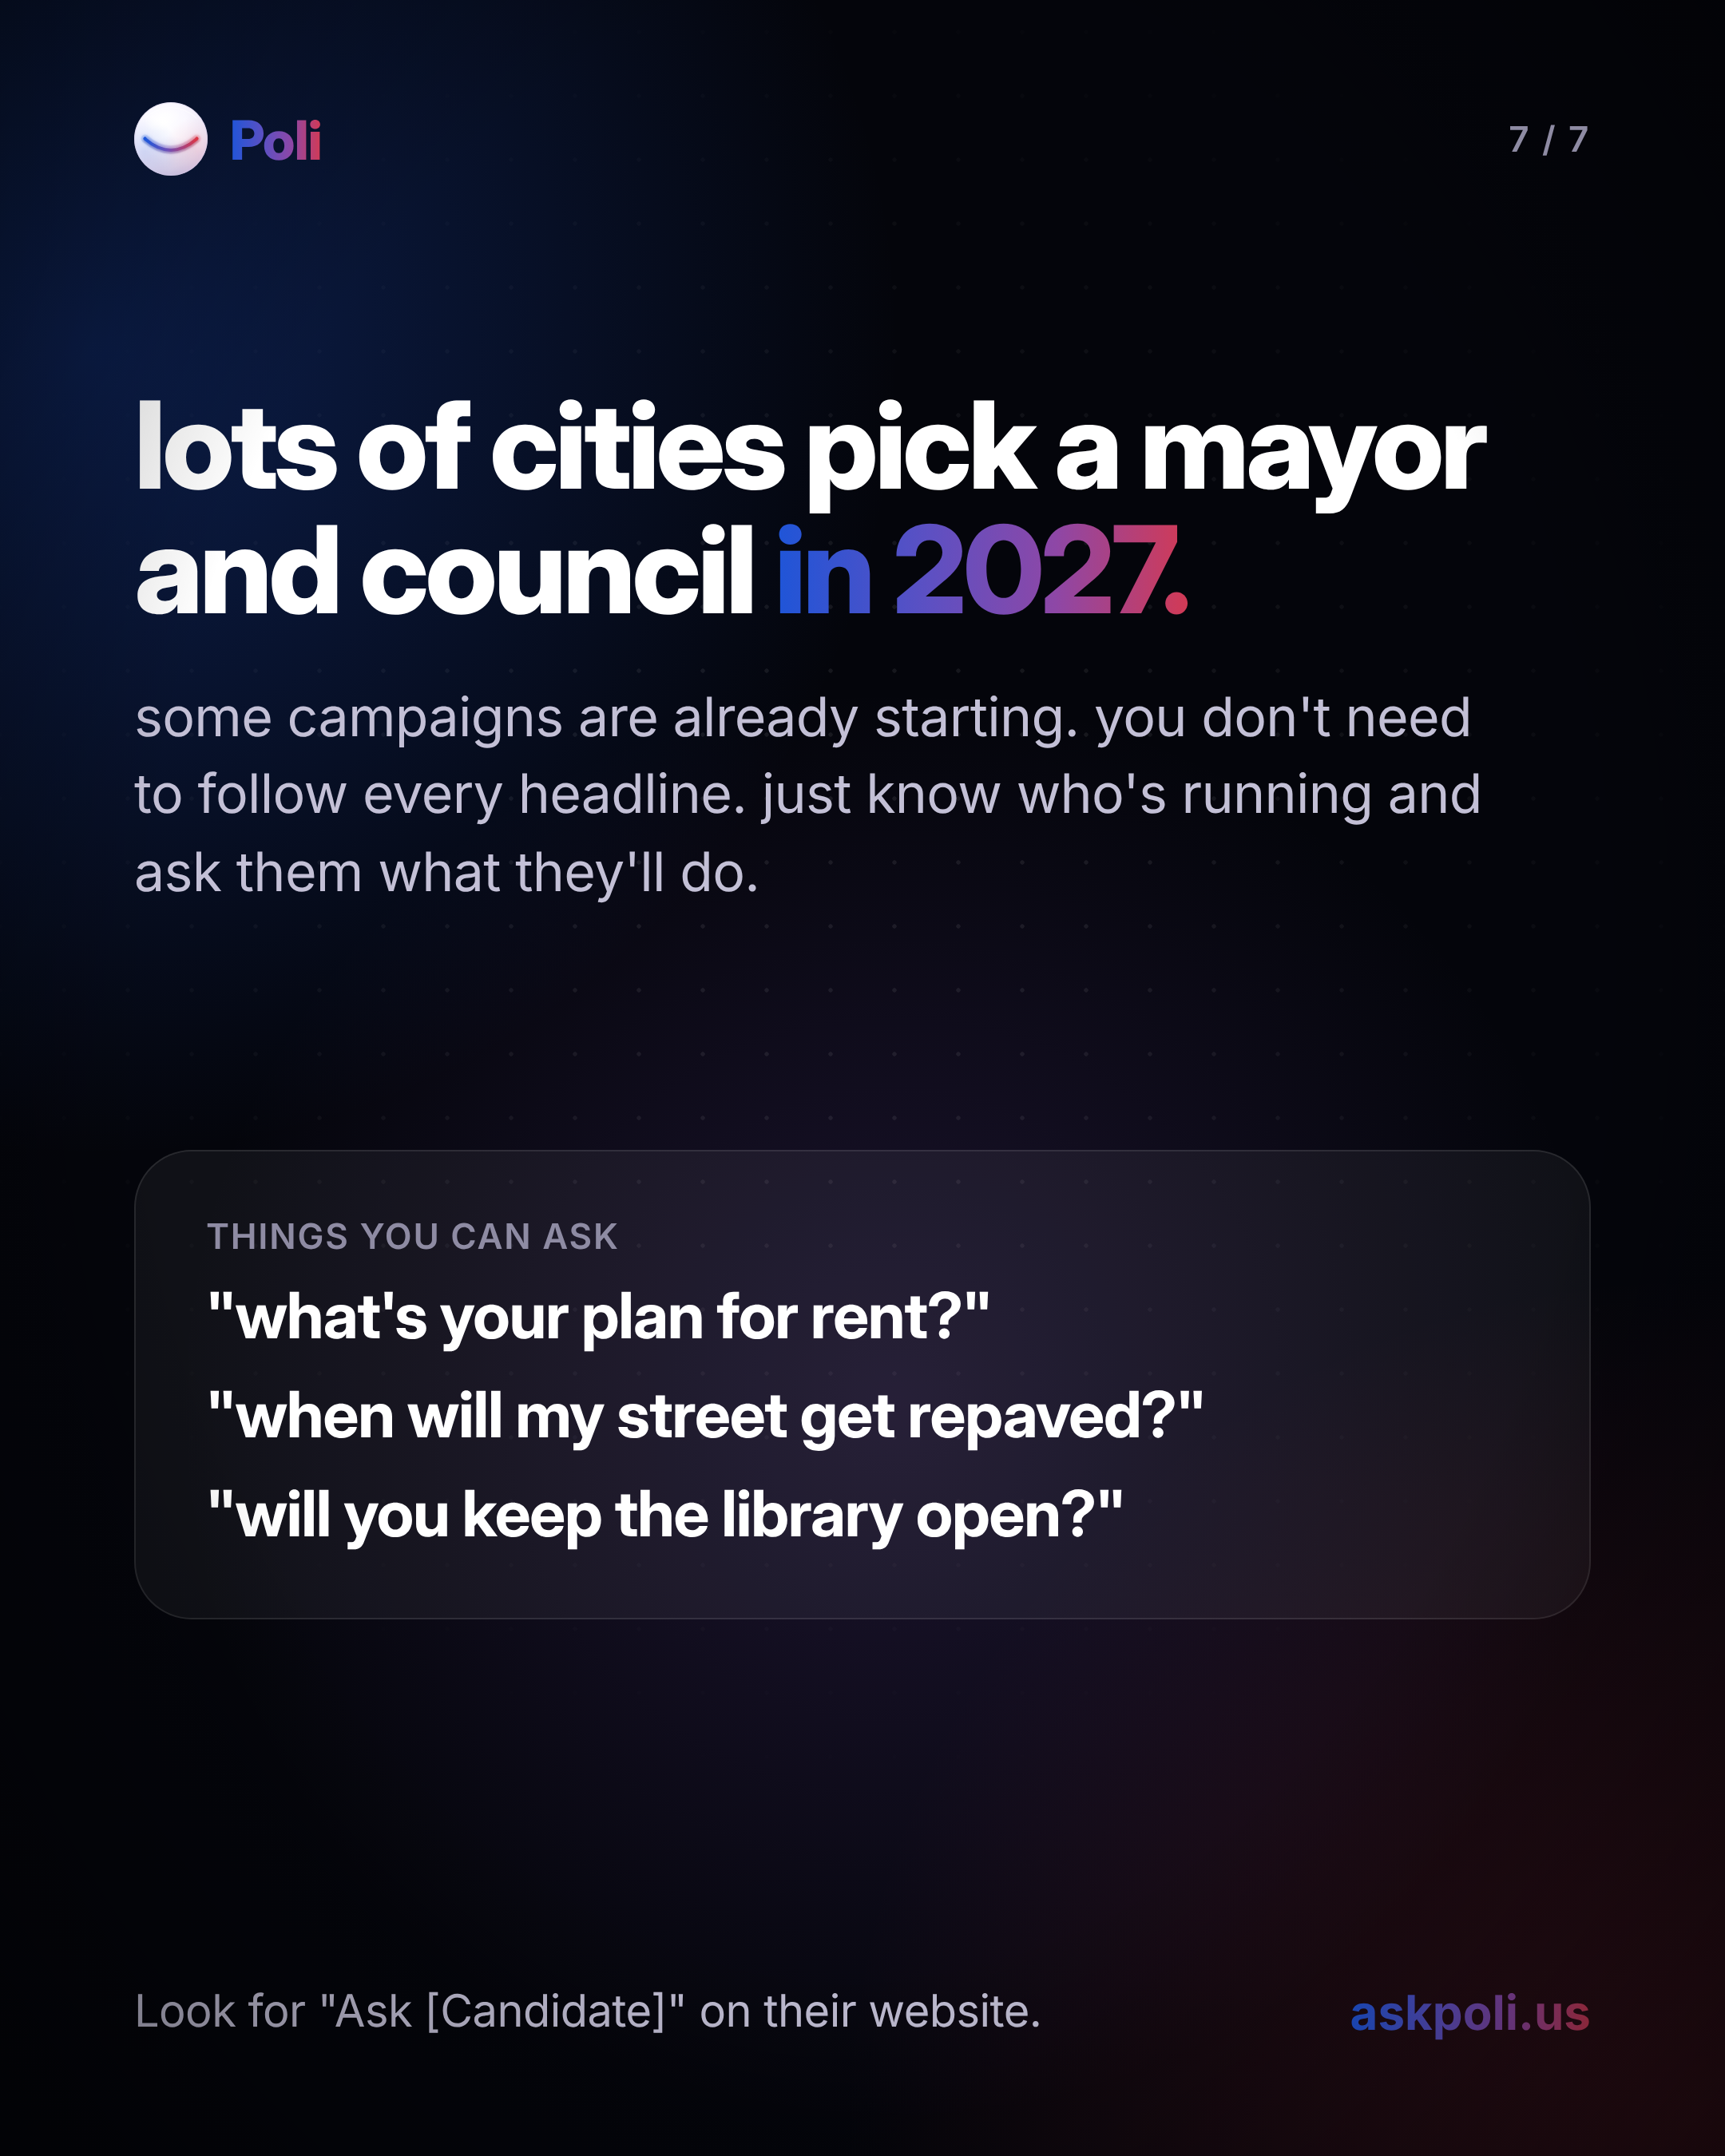 Poli
7 / 7
lots of cities pick a mayor
and council in 2027.
some campaigns are already starting. you don't need
to follow every headline. just know who's running and
ask them what they'll do.
THINGS YOU CAN ASK
"what's your plan for rent?"
"when will my street get repaved?"
"will you keep the library open?"
Look for "Ask [Candidate]" on their website.
askpoli.us